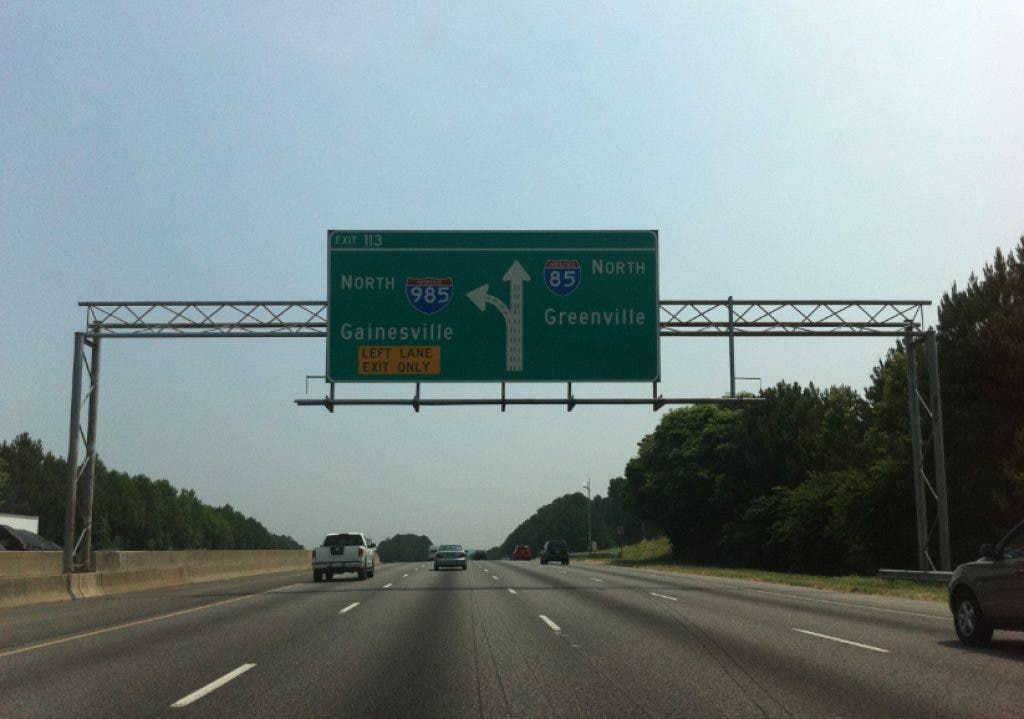 EXIT 113
NORTH 985
Gainesville
LEFT LANE
EXIT ONLY
85 NORTH
Greenville